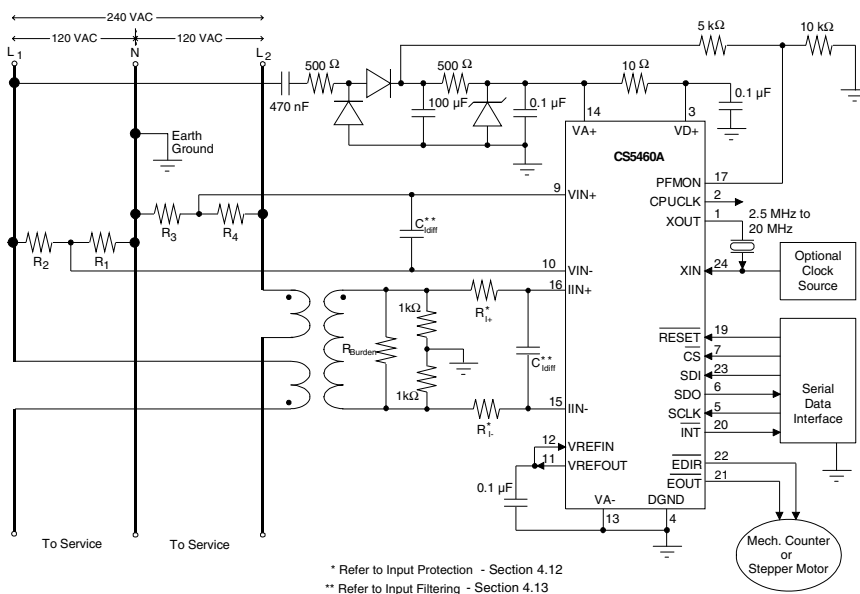 240 VAC
120 VAC
120 VAC
L1
N
L2
5 kΩ
10 kΩ
500 Ω
500 Ω
10 Ω
470 nF
100 µF
0.1 µF
0.1 µF
14
3
VA+
VD+
Earth
Ground
CS5460A
9
VIN+
PFMON
17
CPUCLK
2
XOUT
1
2.5 MHz to
20 MHz
R3
R4
CIdiff**
R2
R1
10
VIN-
XIN
24
Optional
Clock
Source
16
IIN+
RI+*
1kΩ
RBurden
CIdiff**
1kΩ
RI-*
15
IIN-
RESET
19
CS
7
SDI
23
SDO
6
SCLK
5
INT
20
Serial
Data
Interface
12
VREFIN
11
VREFOUT
EDIR
22
EOUT
21
0.1 µF
VA-
DGND
13
4
Mech. Counter
or
Stepper Motor
To Service
To Service
* Refer to Input Protection - Section 4.12
** Refer to Input Filtering - Section 4.13